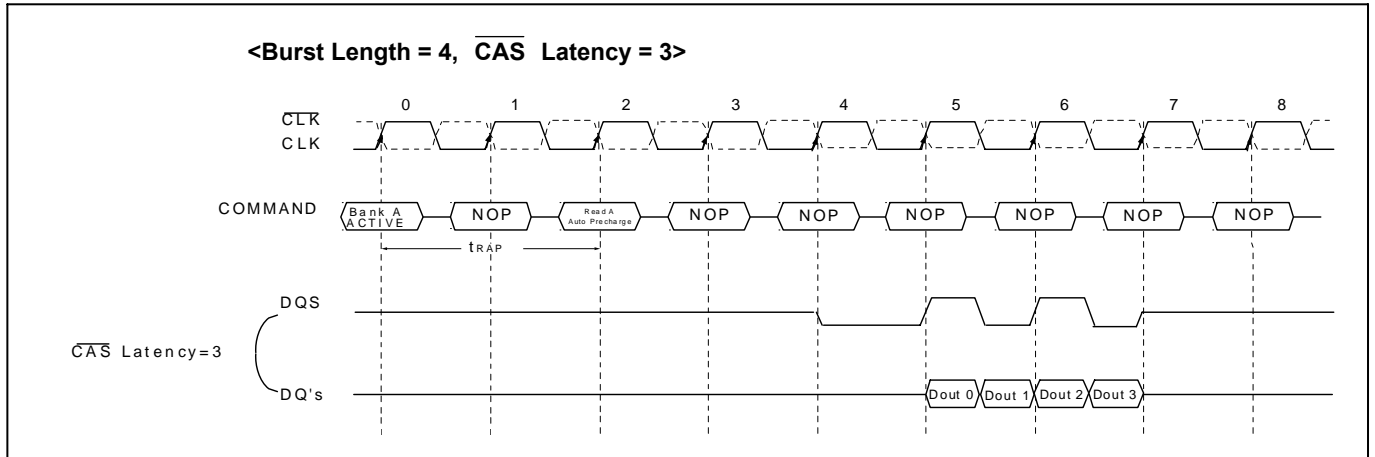 <Burst Length = 4, CAS Latency = 3>
0 1 2 3 4 5 6 7 8
CLK
CLK
COMMAND
Bank A
ACTIVE
NOP
Read A
Auto Precharge
NOP NOP NOP NOP NOP NOP
tRAP
DQS
CAS Latency=3
DQ's
Dout 0 Dout 1 Dout 2 Dout 3